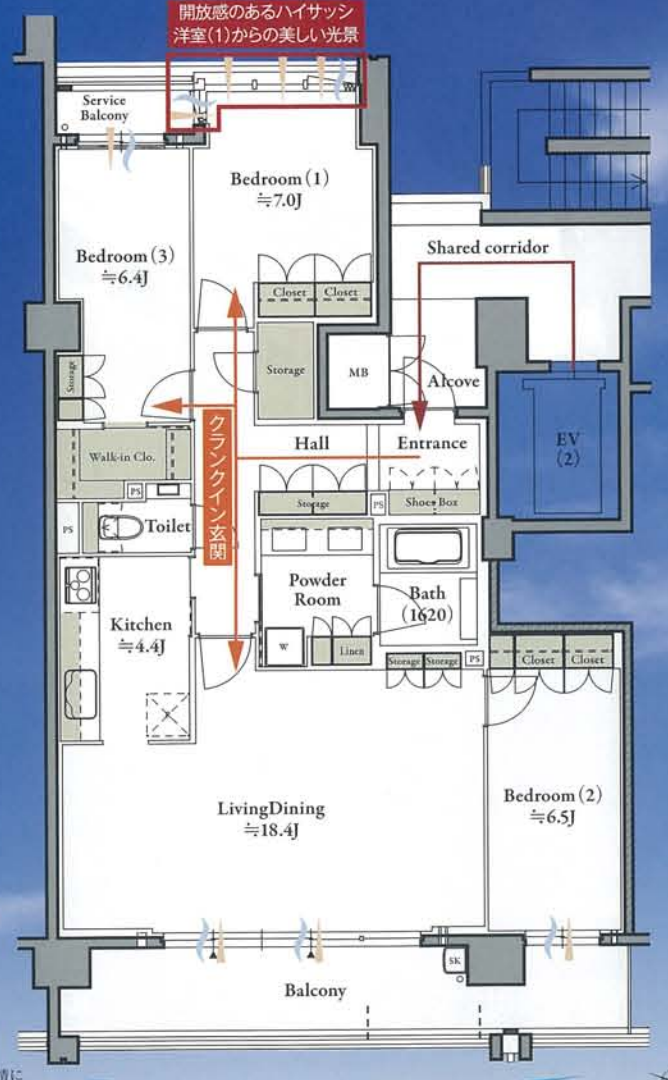 開放感のあるハイサッシ
洋室(1)からの美しい光景
Service
Balcony
Bedroom(1)
≒7.0J
Bedroom(3)
≒6.4J
Shared corridor
Closet
Closet
Storage
Storage
MB
Alcove
EV
(2)
Walk-in Clo.
クランクイン玄関
Hall
Entrance
PS
Storage
PS
Shoes Box
PS
Toilet
Powder
Room
Bath
(1620)
Kitchen
≒4.4J
W
Linen
Storage
Storage
PS
Closet
Closet
LivingDining
≒18.4J
Bedroom(2)
≒6.5J
SK
Balcony